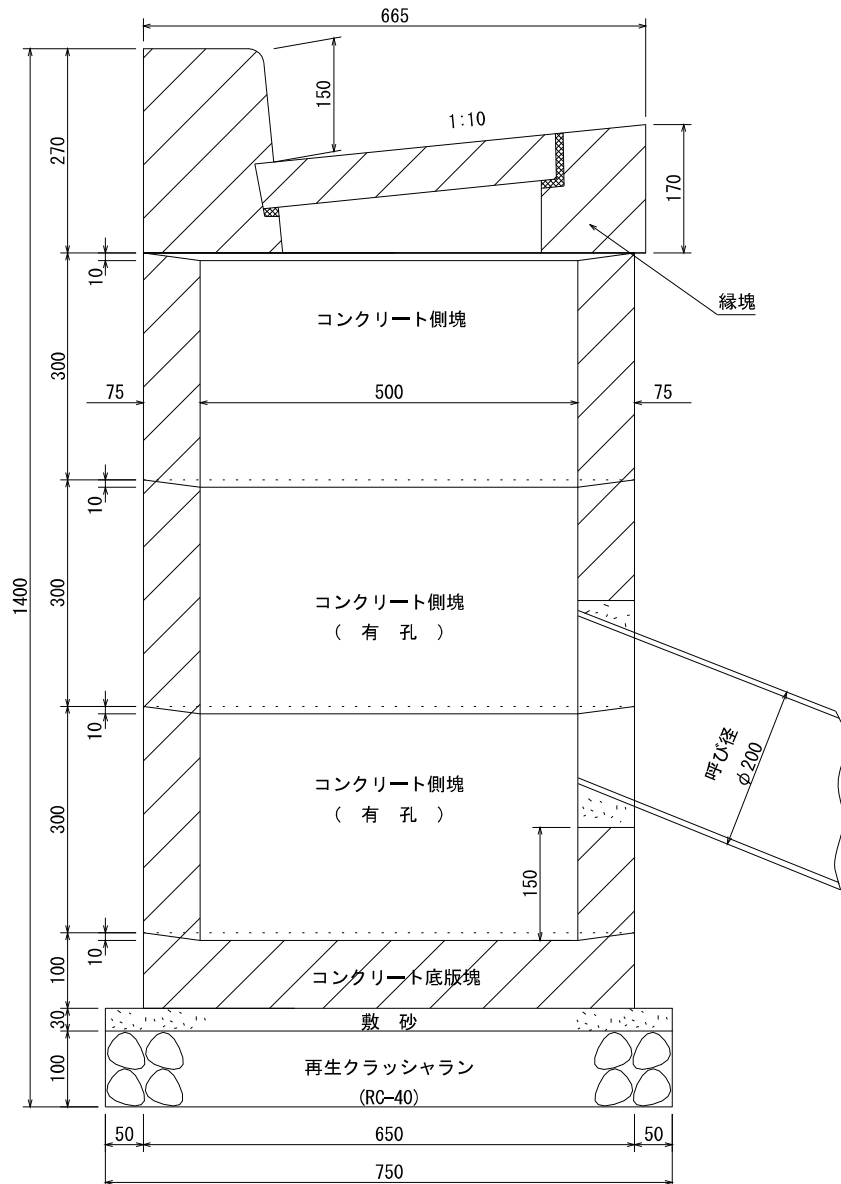 665
150
1:10
270
170
10
縁塊
コンクリート側塊
300
75
500
75
10
1400
300
コンクリート側塊
( 有 孔 )
10
呼び径
φ200
コンクリート側塊
( 有 孔 )
300
150
10
100
コンクリート底版塊
30
敷 砂
100
再生クラッシャラン
(RC-40)
50
650
50
750